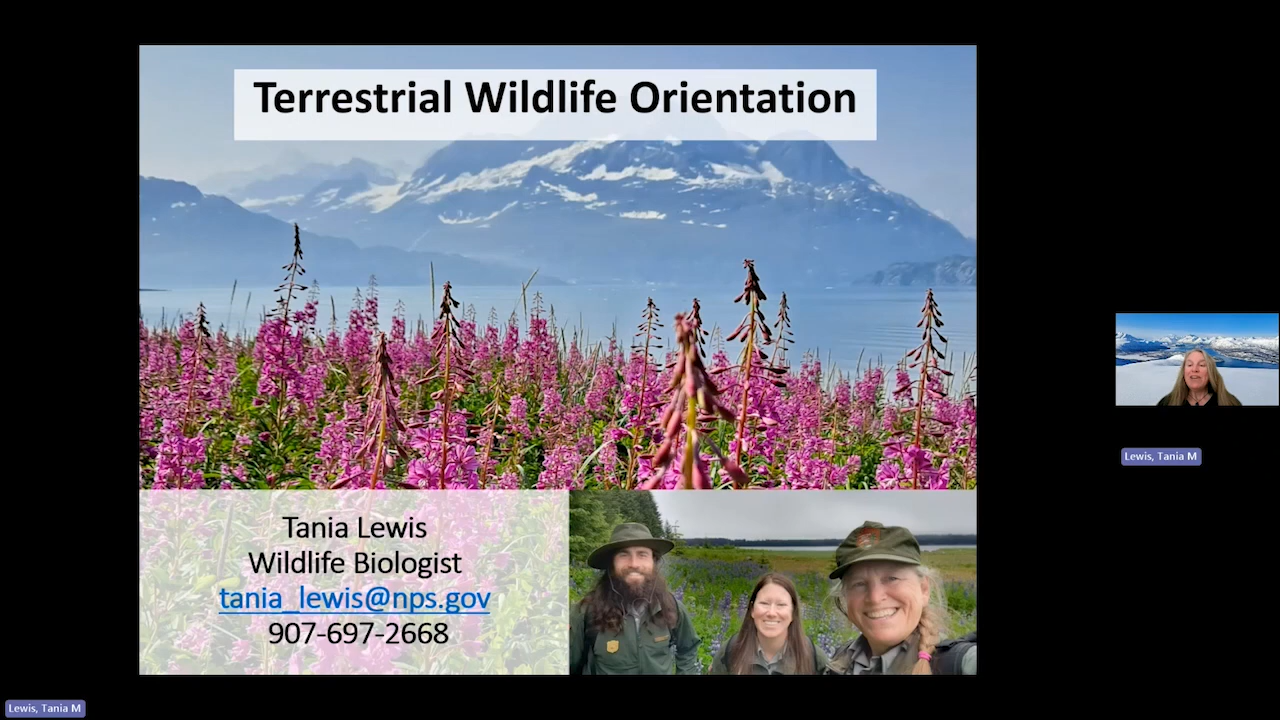 Terrestrial Wildlife Orientation
Tania Lewis
Wildlife Biologist
tania_lewis@nps.gov
907-697-2668
Lewis, Tania M
Lewis, Tania M